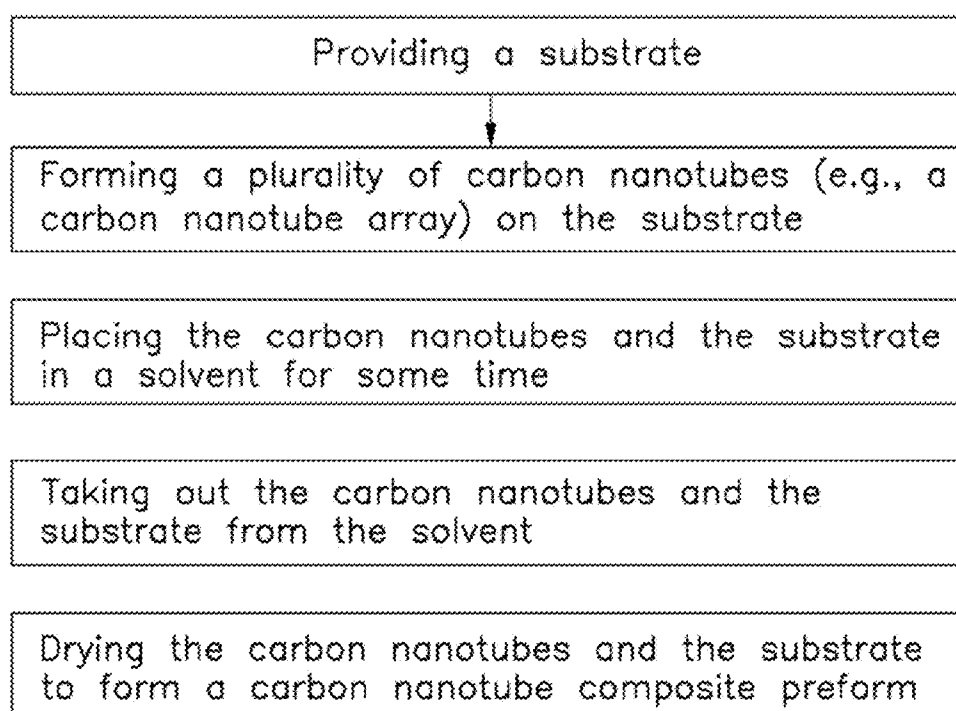 Providing a substrate
Forming a plurality of carbon nanotubes (e.g., a
carbon nanotube array) on the substrate
Placing the carbon nanotubes and the substrate
in a solvent for some time
Taking out the carbon nanotubes and the
substrate from the solvent
Drying the carbon nanotubes and the substrate
to form a carbon nanotube composite preform